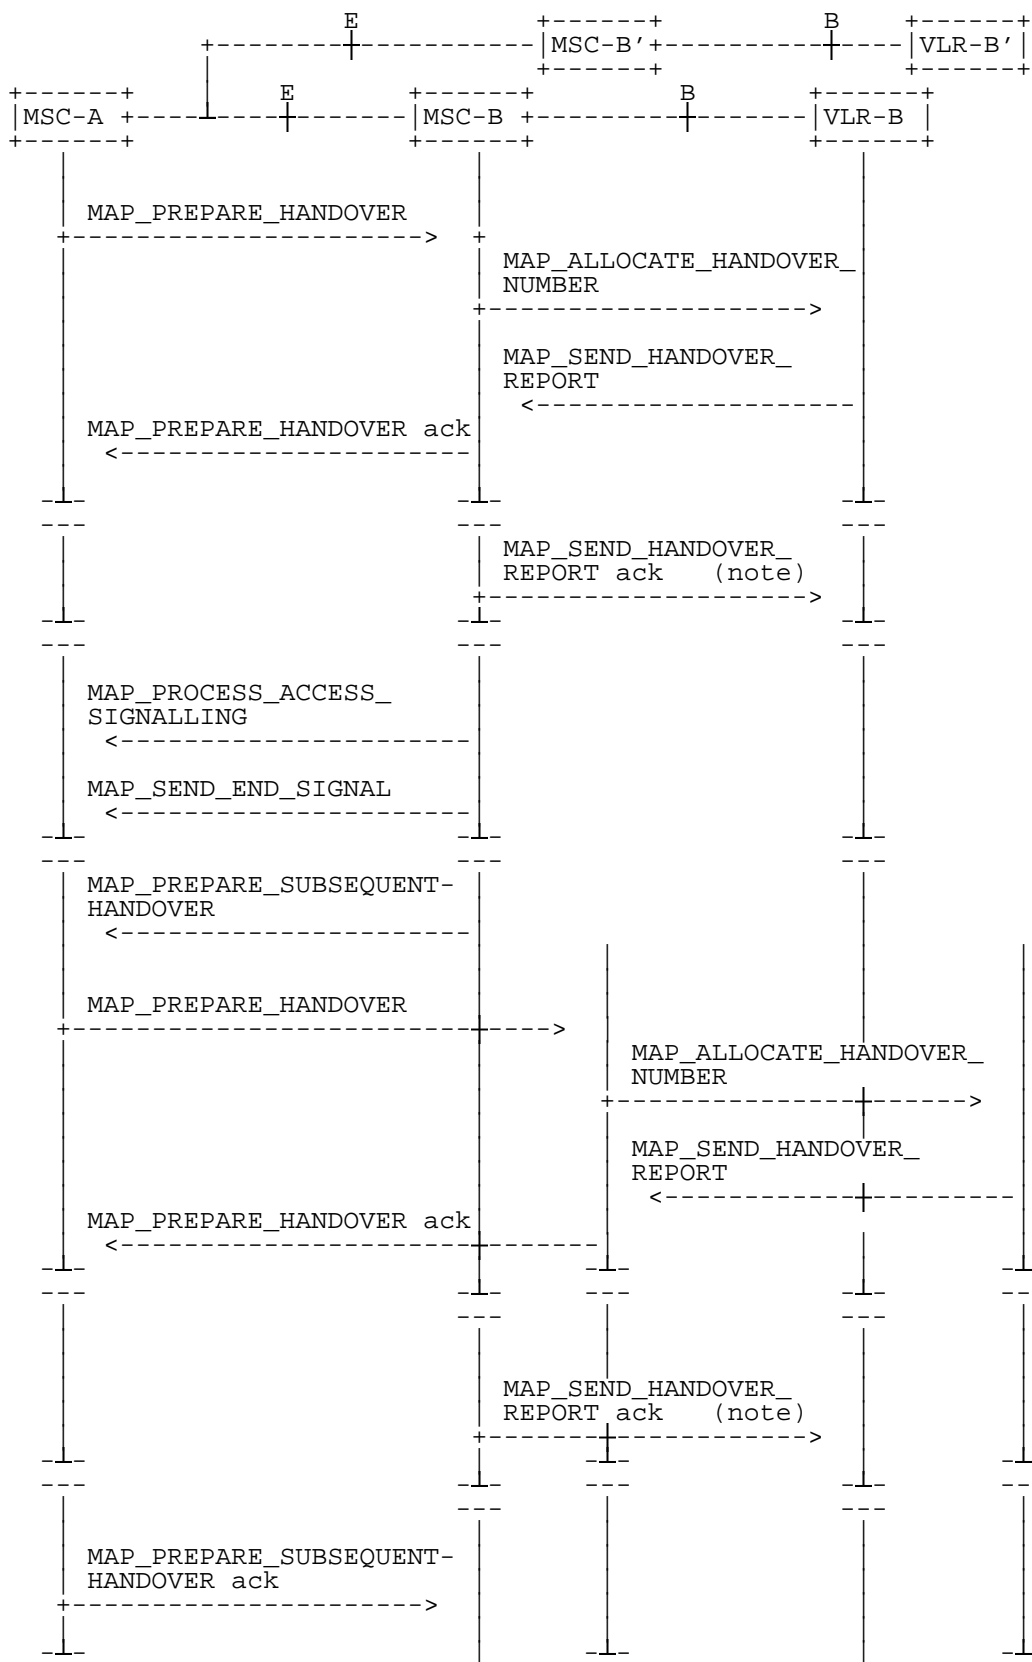 E B
MSC-B' VLR-B'
E B
MSC-A MSC-B VLR-B
MAP_PREPARE_HANDOVER
MAP_ALLOCATE_HANDOVER_
NUMBER
MAP_SEND_HANDOVER_
REPORT
MAP_PREPARE_HANDOVER ack
MAP_SEND_HANDOVER_
REPORT ack (note)
MAP_PROCESS_ACCESS_
SIGNALLING
MAP_SEND_END_SIGNAL
MAP_PREPARE_SUBSEQUENT-
HANDOVER
MAP_PREPARE_HANDOVER
MAP_ALLOCATE_HANDOVER_
NUMBER
MAP_SEND_HANDOVER_
REPORT
MAP_PREPARE_HANDOVER ack
MAP_SEND_HANDOVER_
REPORT ack (note)
MAP_PREPARE_SUBSEQUENT-
HANDOVER ack